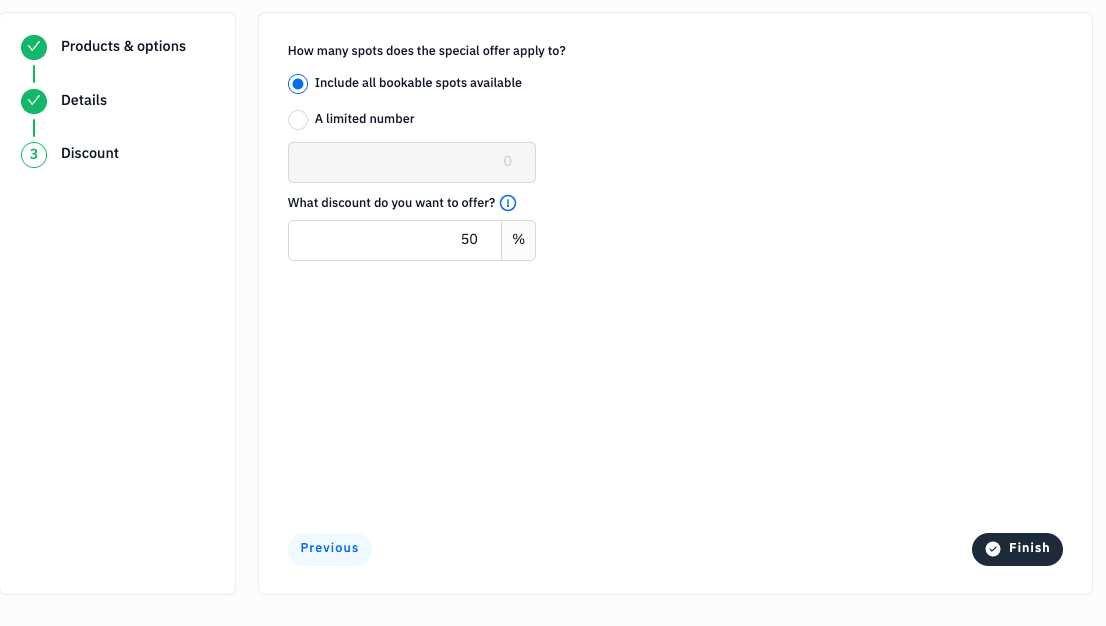 Products & options
Details
3
Discount
How many spots does the special offer apply to?
Include all bookable spots available
A limited number
0
What discount do you want to offer?
50
%
Previous
Finish